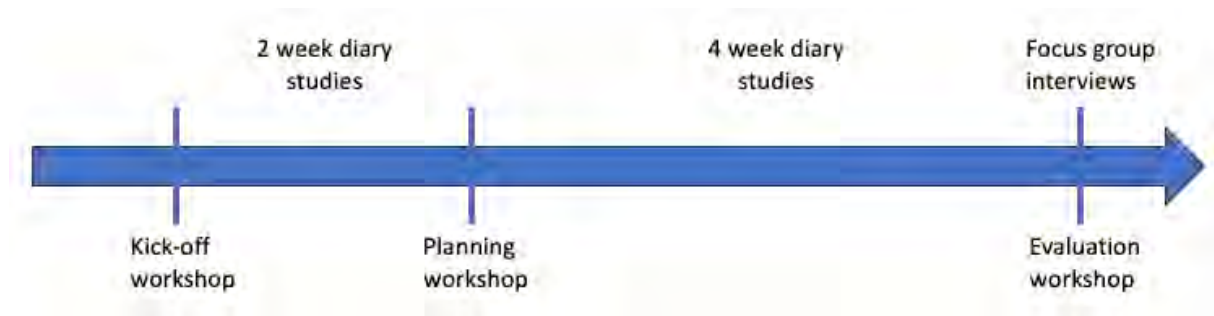 2 week diary
studies
4 week diary
studies
Focus group
interviews
Kick-off
workshop
Planning
workshop
Evaluation
workshop